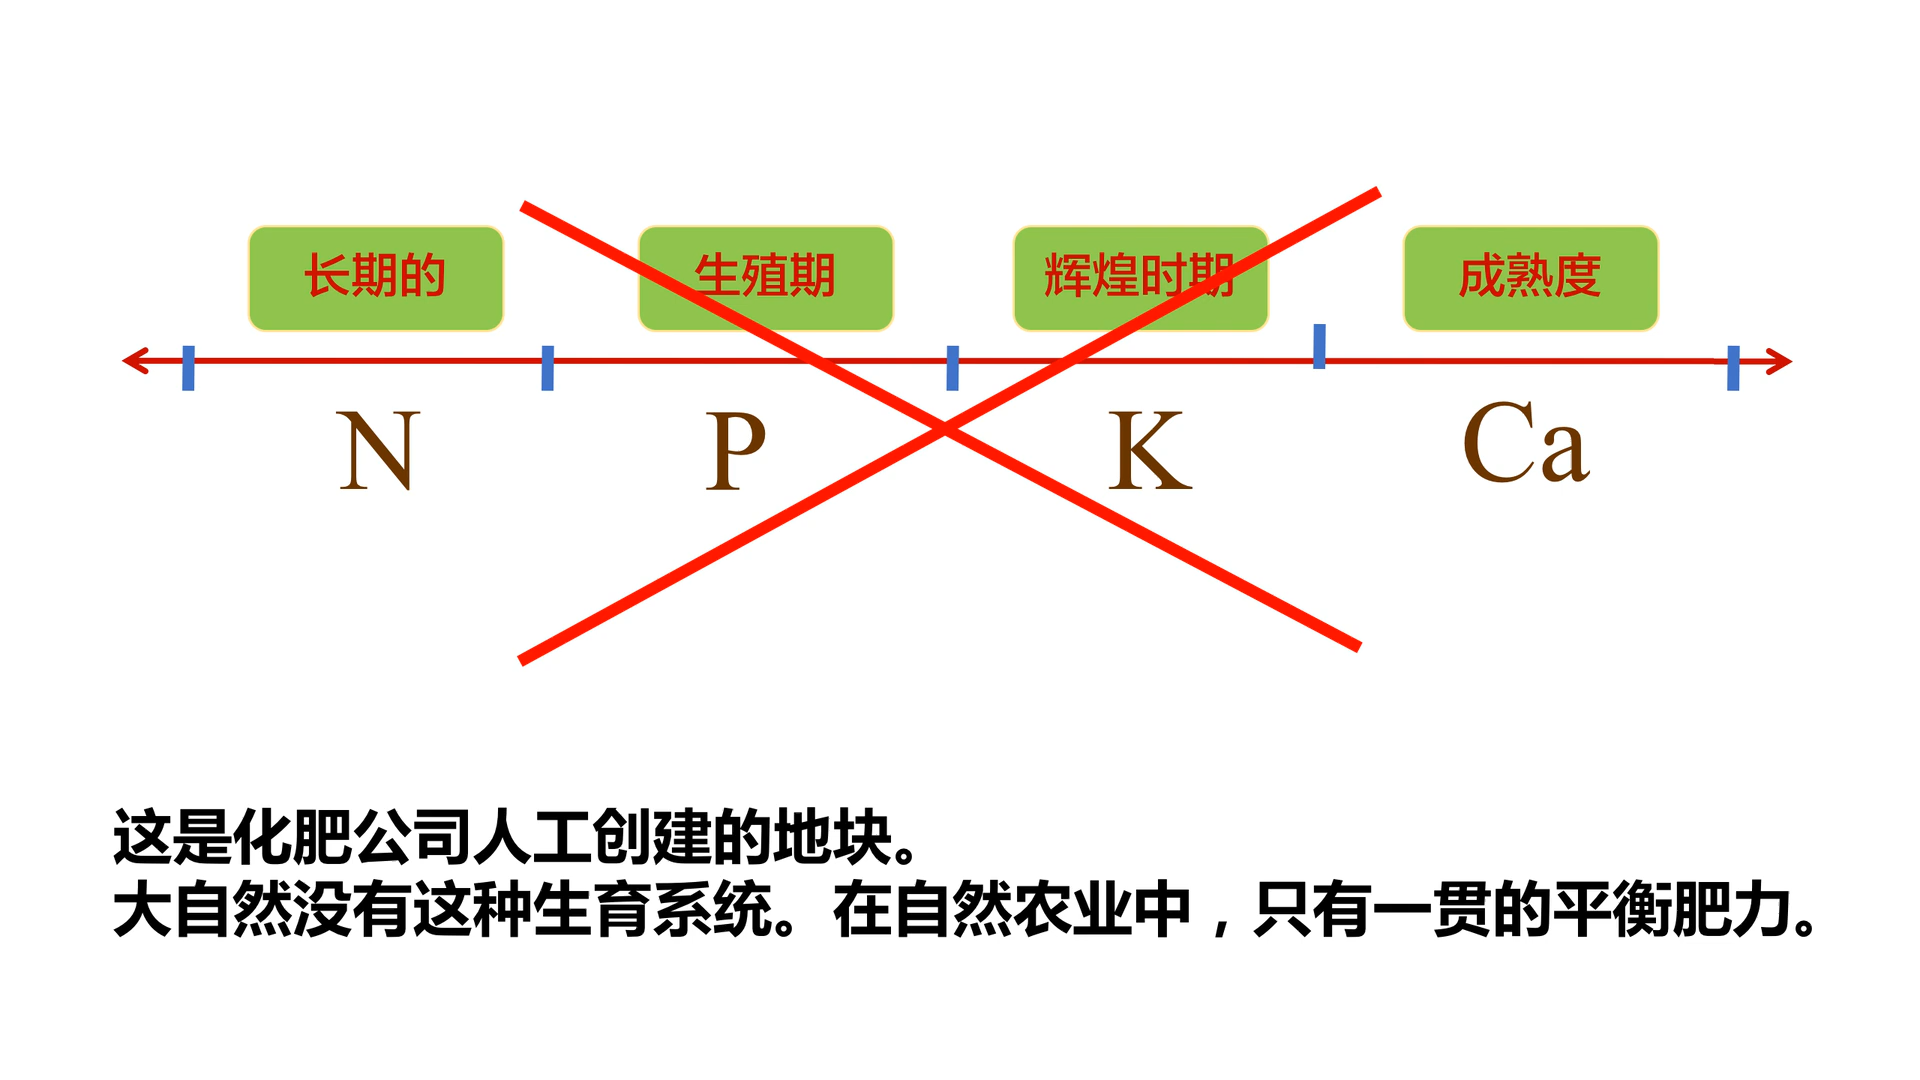 长期的
生殖期
辉煌时期
成熟度
N
P
K
Ca
这是化肥公司人工创建的地块。
大自然没有这种生育系统。在自然农业中，只有一贯的平衡肥力。